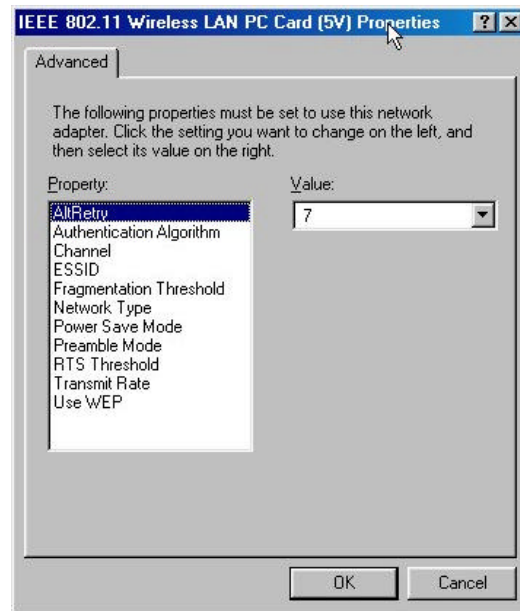 IEEE 802.11 Wireless LAN PC Card (5V) Properties
Advanced
The following properties must be set to use this network
adapter. Click the setting you want to change on the left, and
then select its value on the right.
Property:
Value:
AltRetry
7
Authentication Algorithm
Channel
ESSID
Fragmentation Threshold
Network Type
Power Save Mode
Preamble Mode
RTS Threshold
Transmit Rate
Use WEP
OK
Cancel